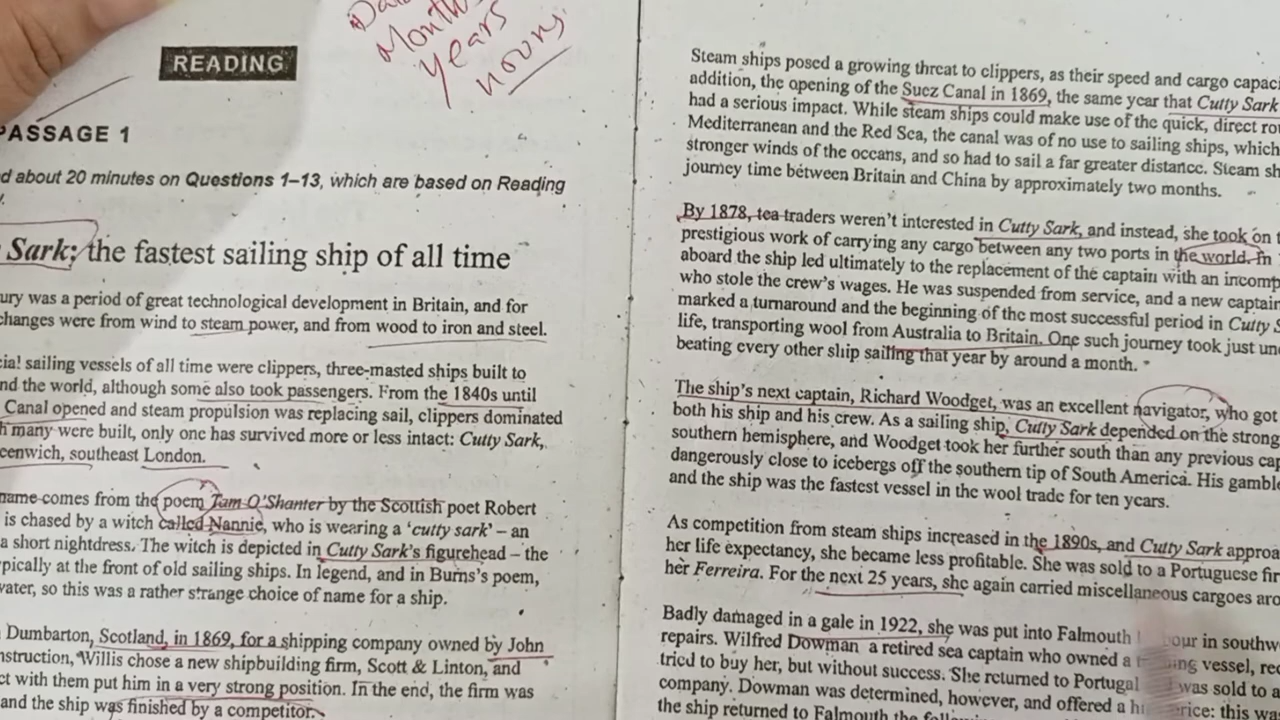 Month
Years
hours
READING
PASSAGE 1
d about 20 minutes on Questions 1–13, which are based on Reading
Sark: the fastest sailing ship of all time
ury was a period of great technological development in Britain, and for
changes were from wind to steam power, and from wood to iron and steel.
cial sailing vessels of all time were clippers, three-masted ships built to
nd the world, although some also took passengers. From the 1840s until
Canal opened and steam propulsion was replacing sail, clippers dominated
h many were built, only one has survived more or less intact: Cutty Sark,
eenwich, southeast London.
name comes from the poem Tam O'Shanter by the Scottish poet Robert
is chased by a witch called Nannie, who is wearing a 'cutty sark' – an
a short nightdress. The witch is depicted in Cutty Sark's figurehead – the
pically at the front of old sailing ships. In legend, and in Burns's poem,
vater, so this was a rather strange choice of name for a ship.
Dumbarton, Scotland, in 1869, for a shipping company owned by John
nstruction, Willis chose a new shipbuilding firm, Scott & Linton, and
ct with them put him in a very strong position. In the end, the firm was
and the ship was finished by a competitor.
Steam ships posed a growing threat to clippers, as their speed and cargo capaci
addition, the opening of the Suez Canal in 1869, the same year that Cutty Sark
had a serious impact. While steam ships could make use of the quick, direct ro
Mediterranean and the Red Sea, the canal was of no use to sailing ships, which
stronger winds of the oceans, and so had to sail a far greater distance. Steam sh
journey time between Britain and China by approximately two months.
By 1878, tea traders weren't interested in Cutty Sark, and instead, she took on t
prestigious work of carrying any cargo between any two ports in the world. In
aboard the ship led ultimately to the replacement of the captain with an incomp
who stole the crew's wages. He was suspended from service, and a new captain
marked a turnaround and the beginning of the most successful period in Cutty S
life, transporting wool from Australia to Britain. One such journey took just un
beating every other ship sailing that year by around a month.
The ship's next captain, Richard Woodget, was an excellent navigator, who got
both his ship and his crew. As a sailing ship, Cutty Sark depended on the strong
southern hemisphere, and Woodget took her further south than any previous cap
dangerously close to icebergs off the southern tip of South America. His gambl
and the ship was the fastest vessel in the wool trade for ten years.
As competition from steam ships increased in the 1890s, and Cutty Sark approa
her life expectancy, she became less profitable. She was sold to a Portuguese fir
her Ferreira. For the next 25 years, she again carried miscellaneous cargoes aro
Badly damaged in a gale in 1922, she was put into Falmouth our in southw
repairs. Wilfred Dowman a retired sea captain who owned a t ing vessel, rec
tried to buy her, but without success. She returned to Portugal was sold to a
company. Dowman was determined, however, and offered a hi rice: this was
the ship returned to Falmouth the